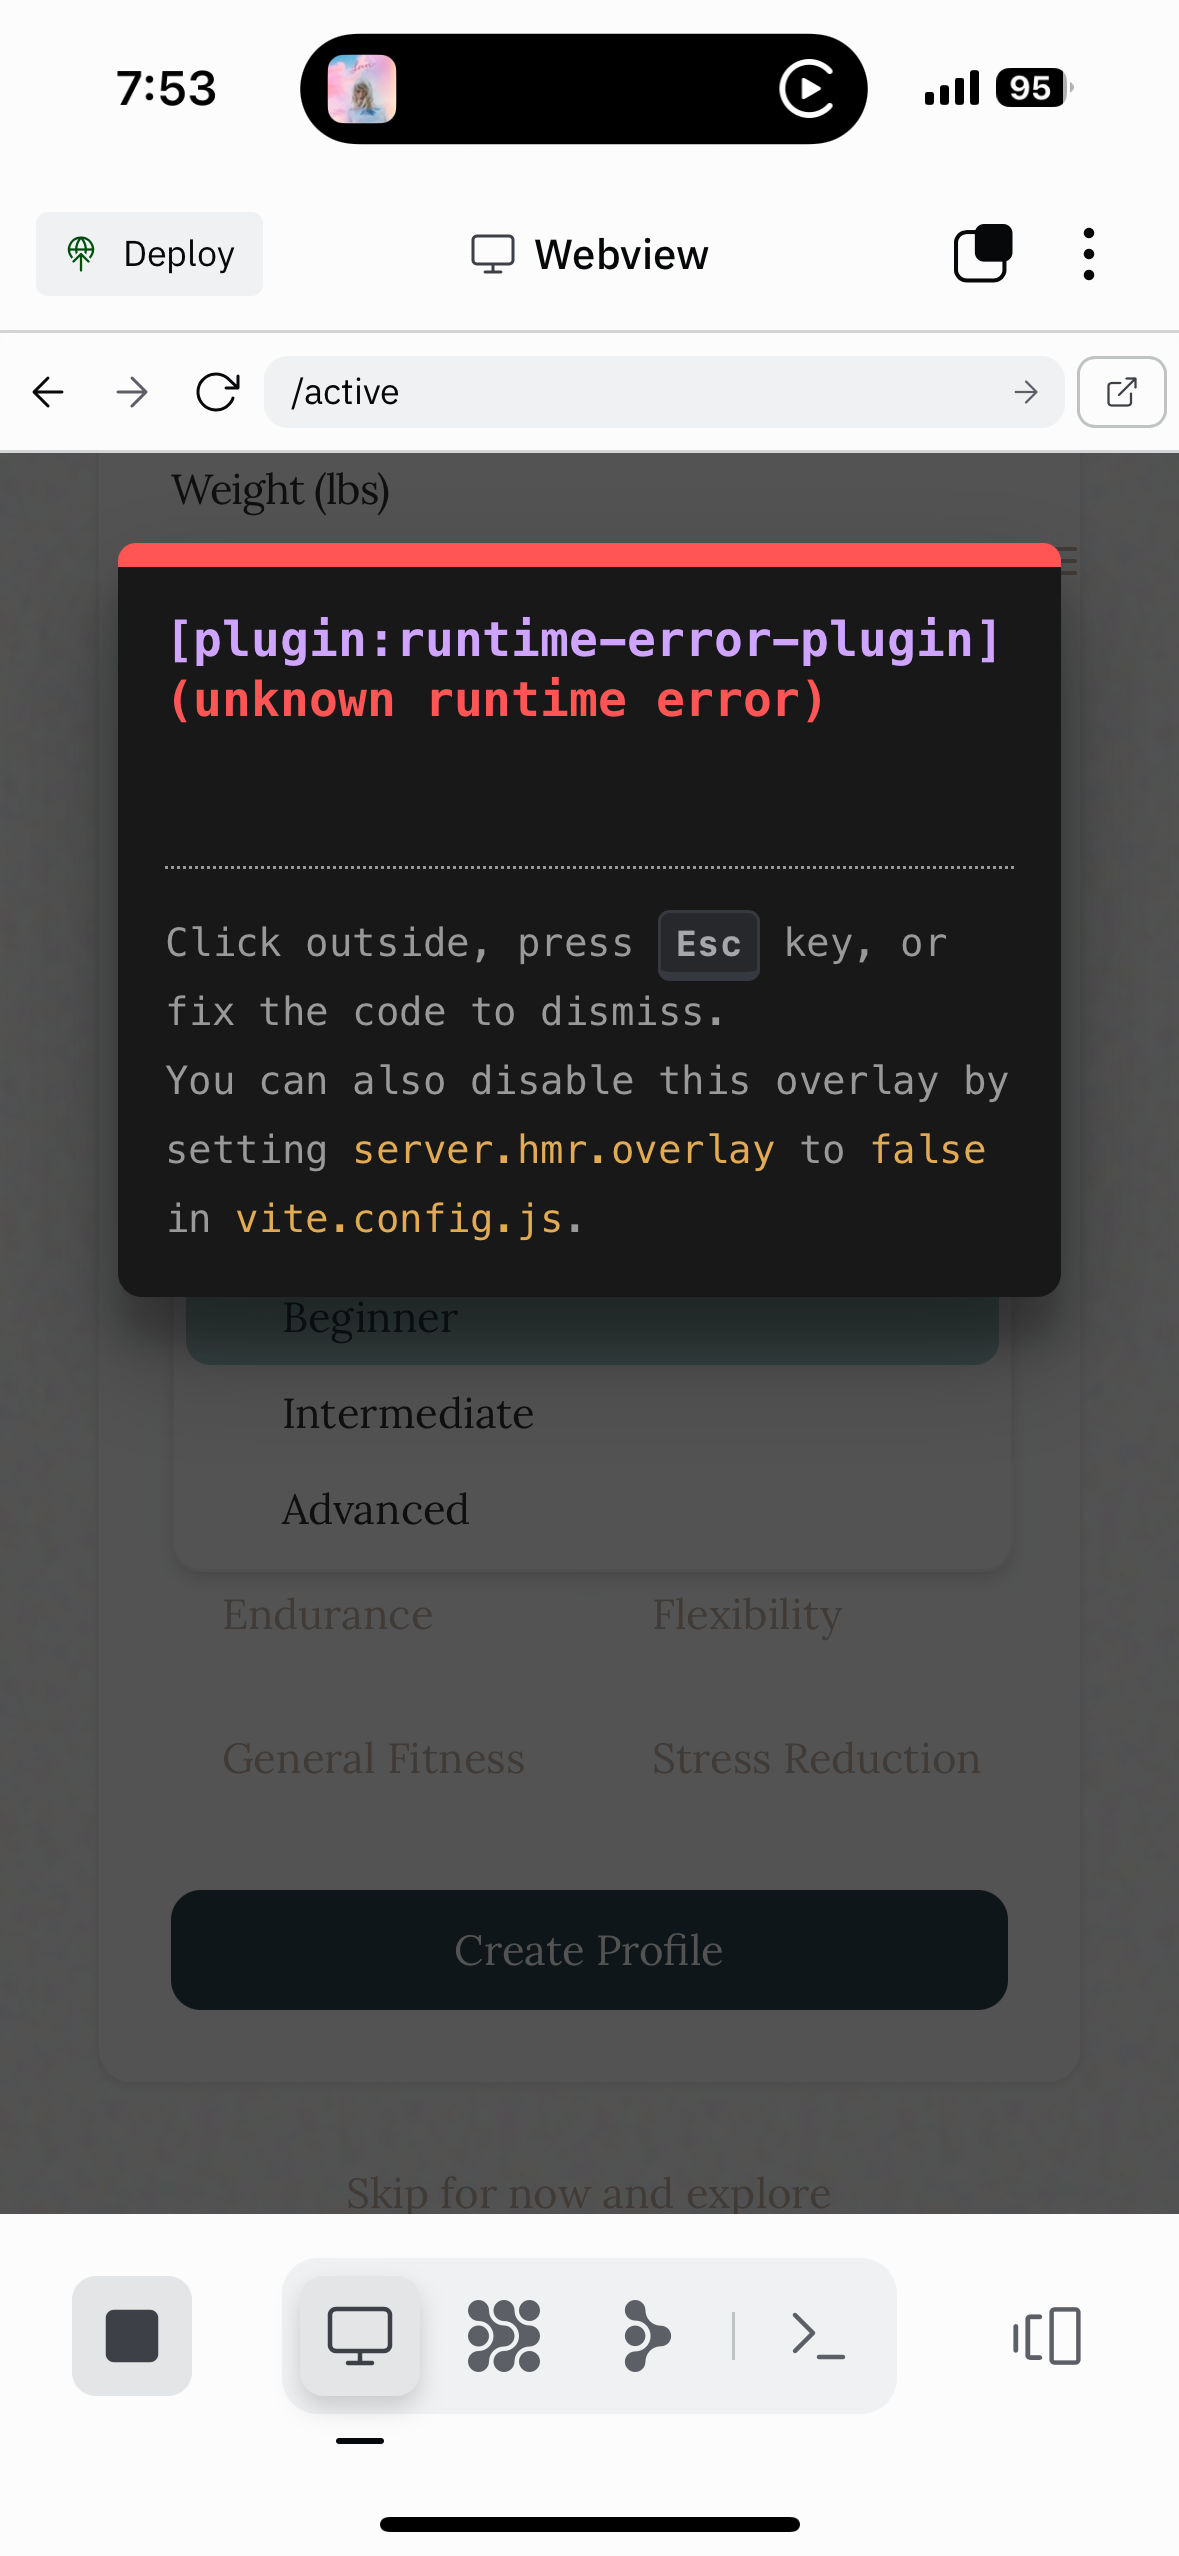 7:53
95
Deploy
Webview
/active
Weight (lbs)
[plugin:runtime-error-plugin]
(unknown runtime error)
Click outside, press Esc key, or
fix the code to dismiss.
You can also disable this overlay by
setting server.hmr.overlay to false
in vite.config.js.
Beginner
Intermediate
Advanced
Endurance
Flexibility
General Fitness
Stress Reduction
Create Profile
Skip for now and explore